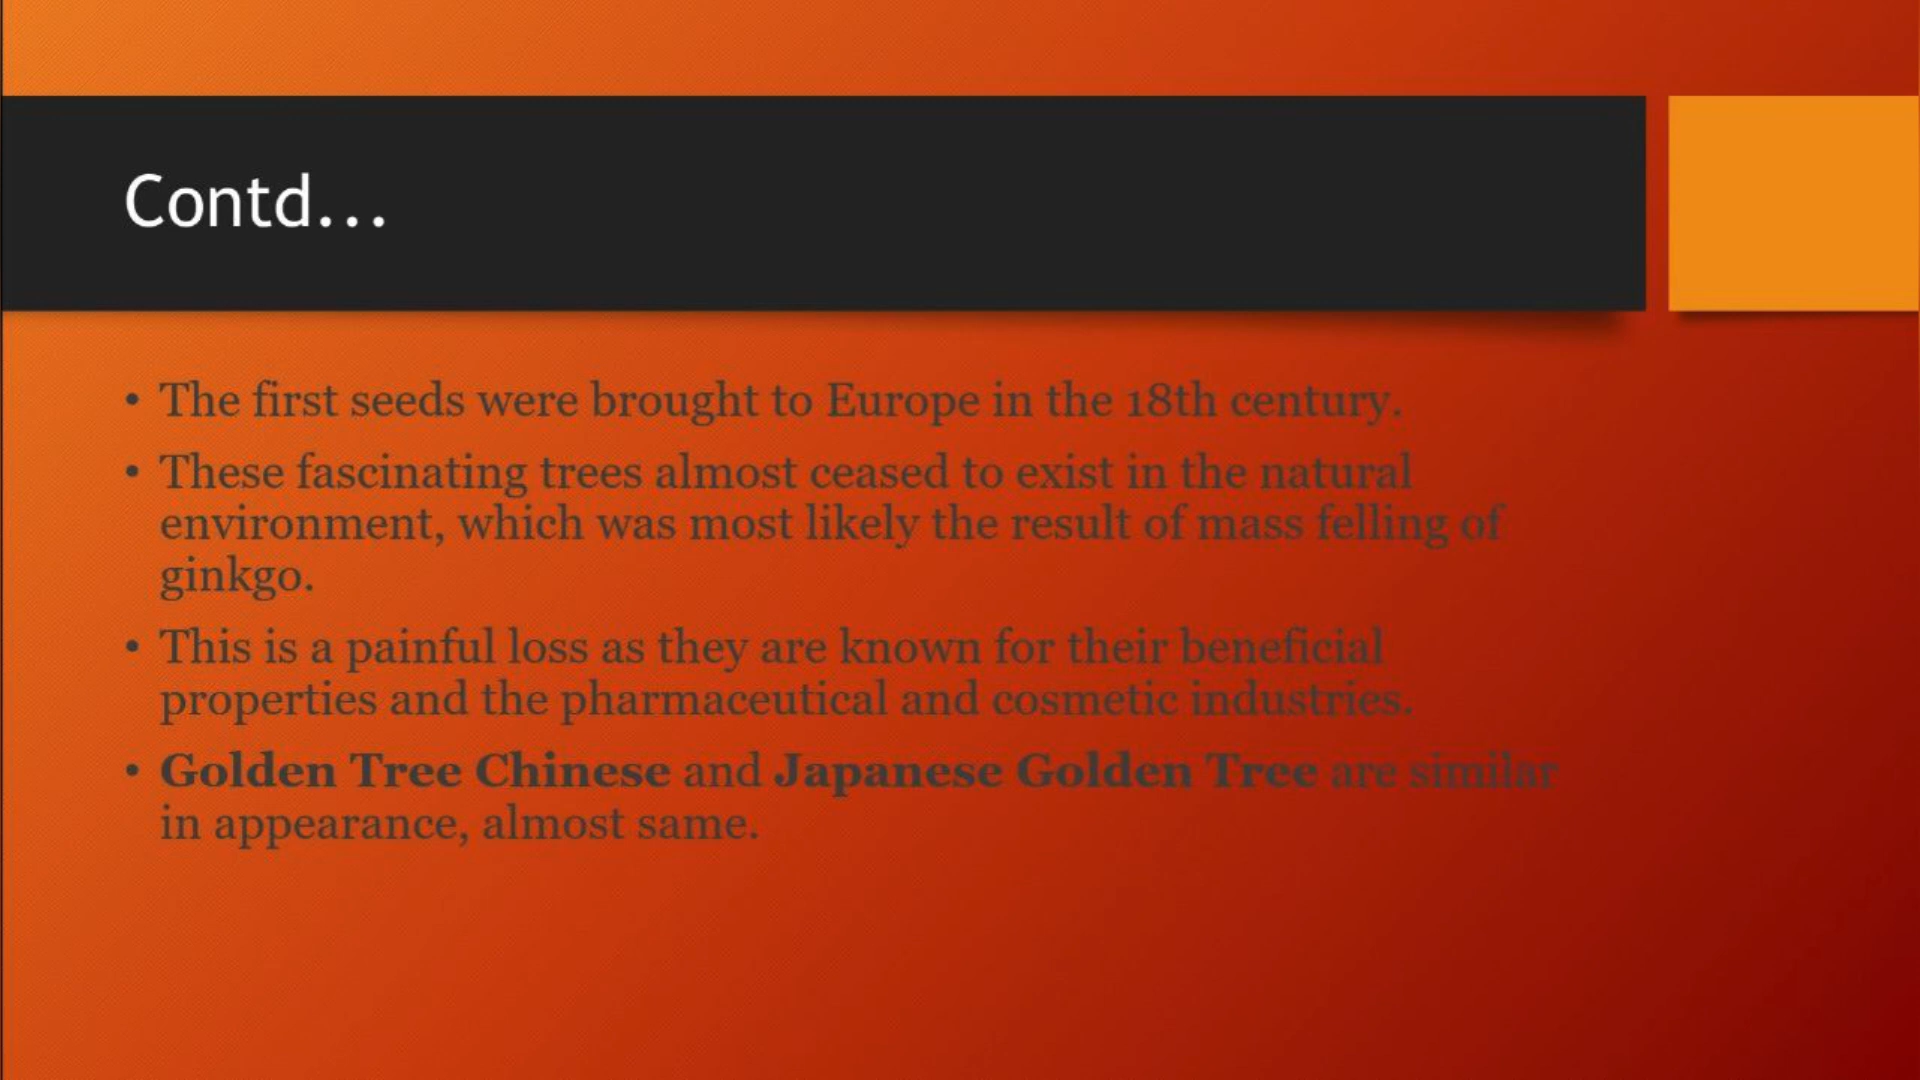 Contd...
• The first seeds were brought to Europe in the 18th century.
• These fascinating trees almost ceased to exist in the natural
environment, which was most likely the result of mass felling of
ginkgo.
• This is a painful loss as they are known for their beneficial
properties and the pharmaceutical and cosmetic industries.
• Golden Tree Chinese and Japanese Golden Tree are similar
in appearance, almost same.